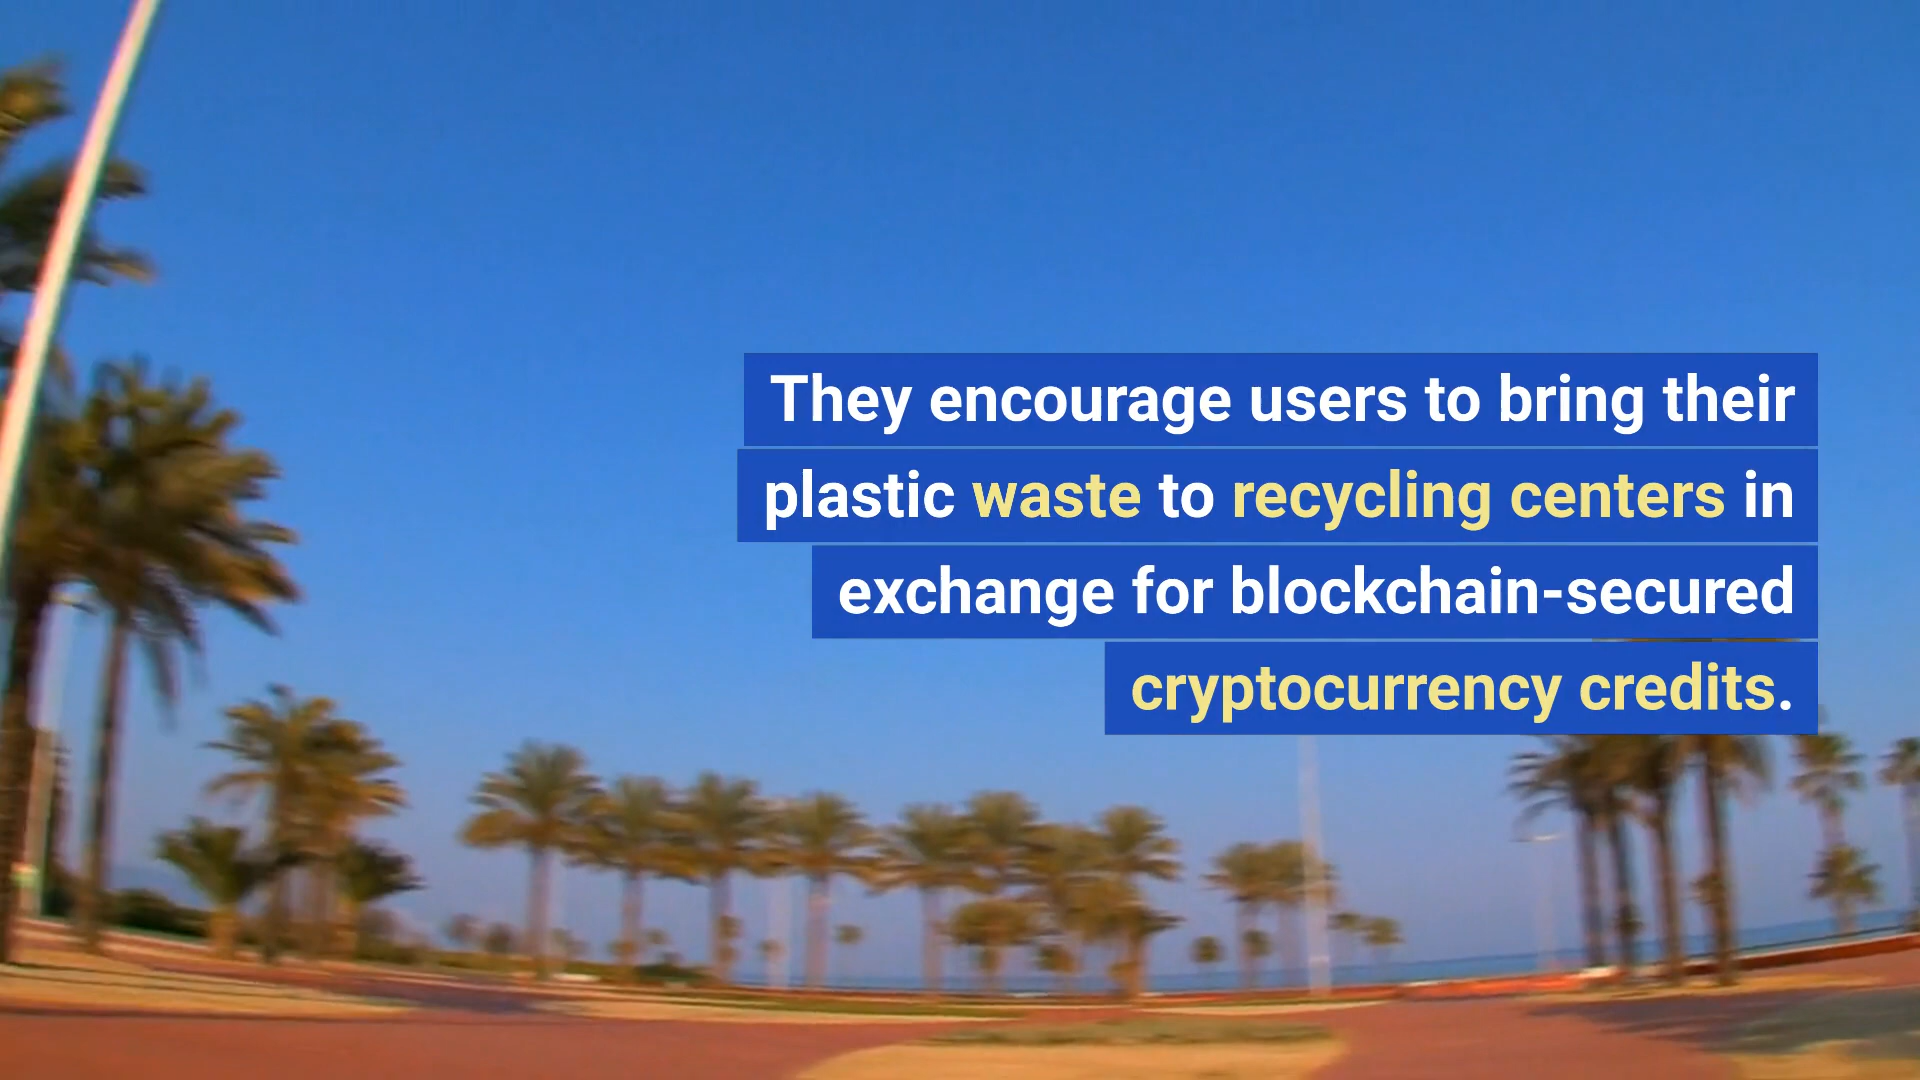 They encourage users to bring their
plastic waste to recycling centers in
exchange for blockchain-secured
cryptocurrency credits.